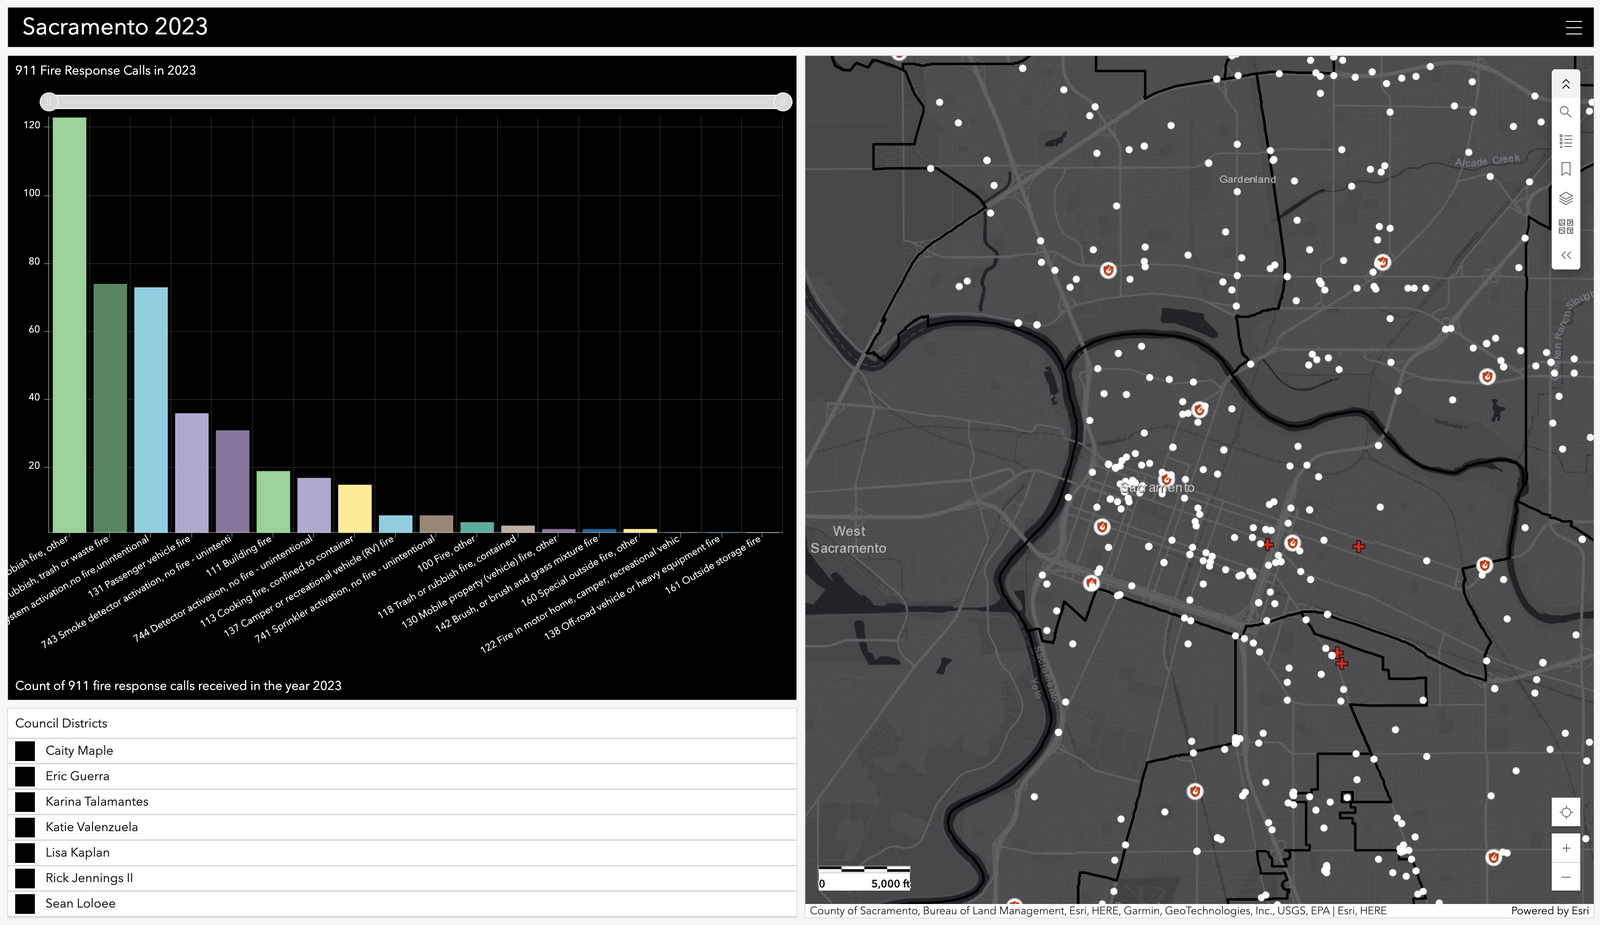 Sacramento 2023
911 Fire Response Calls in 2023
120
100
80
60
40
20
bish fire, other
ubbish, trash or waste fire
stem activation, no fire, unintentional
131 Passenger vehicle fire
743 Smoke detector activation, no fire - unintenti
111 Building fire
744 Detector activation, no fire - unintentional
113 Cooking fire, confined to container
137 Camper or recreational vehicle (RV) fire
741 Sprinkler activation, no fire - unintentional
100 Fire, other
118 Trash or rubbish fire, contained
130 Mobile property (vehicle) fire, other
142 Brush, or brush and grass mixture fire
160 Special outside fire, other
122 Fire in motor home, camper, recreational vehic
138 Off-road vehicle or heavy equipment fire
161 Outside storage fire
Count of 911 fire response calls received in the year 2023
Council Districts
Caity Maple
Eric Guerra
Karina Talamantes
Katie Valenzuela
Lisa Kaplan
Rick Jennings II
Sean Loloee
Arcade Creek
Gardenland
Sacramento
West
Sacramento
Sacramento
Yolo
0 5,000 ft
County of Sacramento, Bureau of Land Management, Esri, HERE, Garmin, GeoTechnologies, Inc., USGS, EPA | Esri, HERE
Powered by Esri